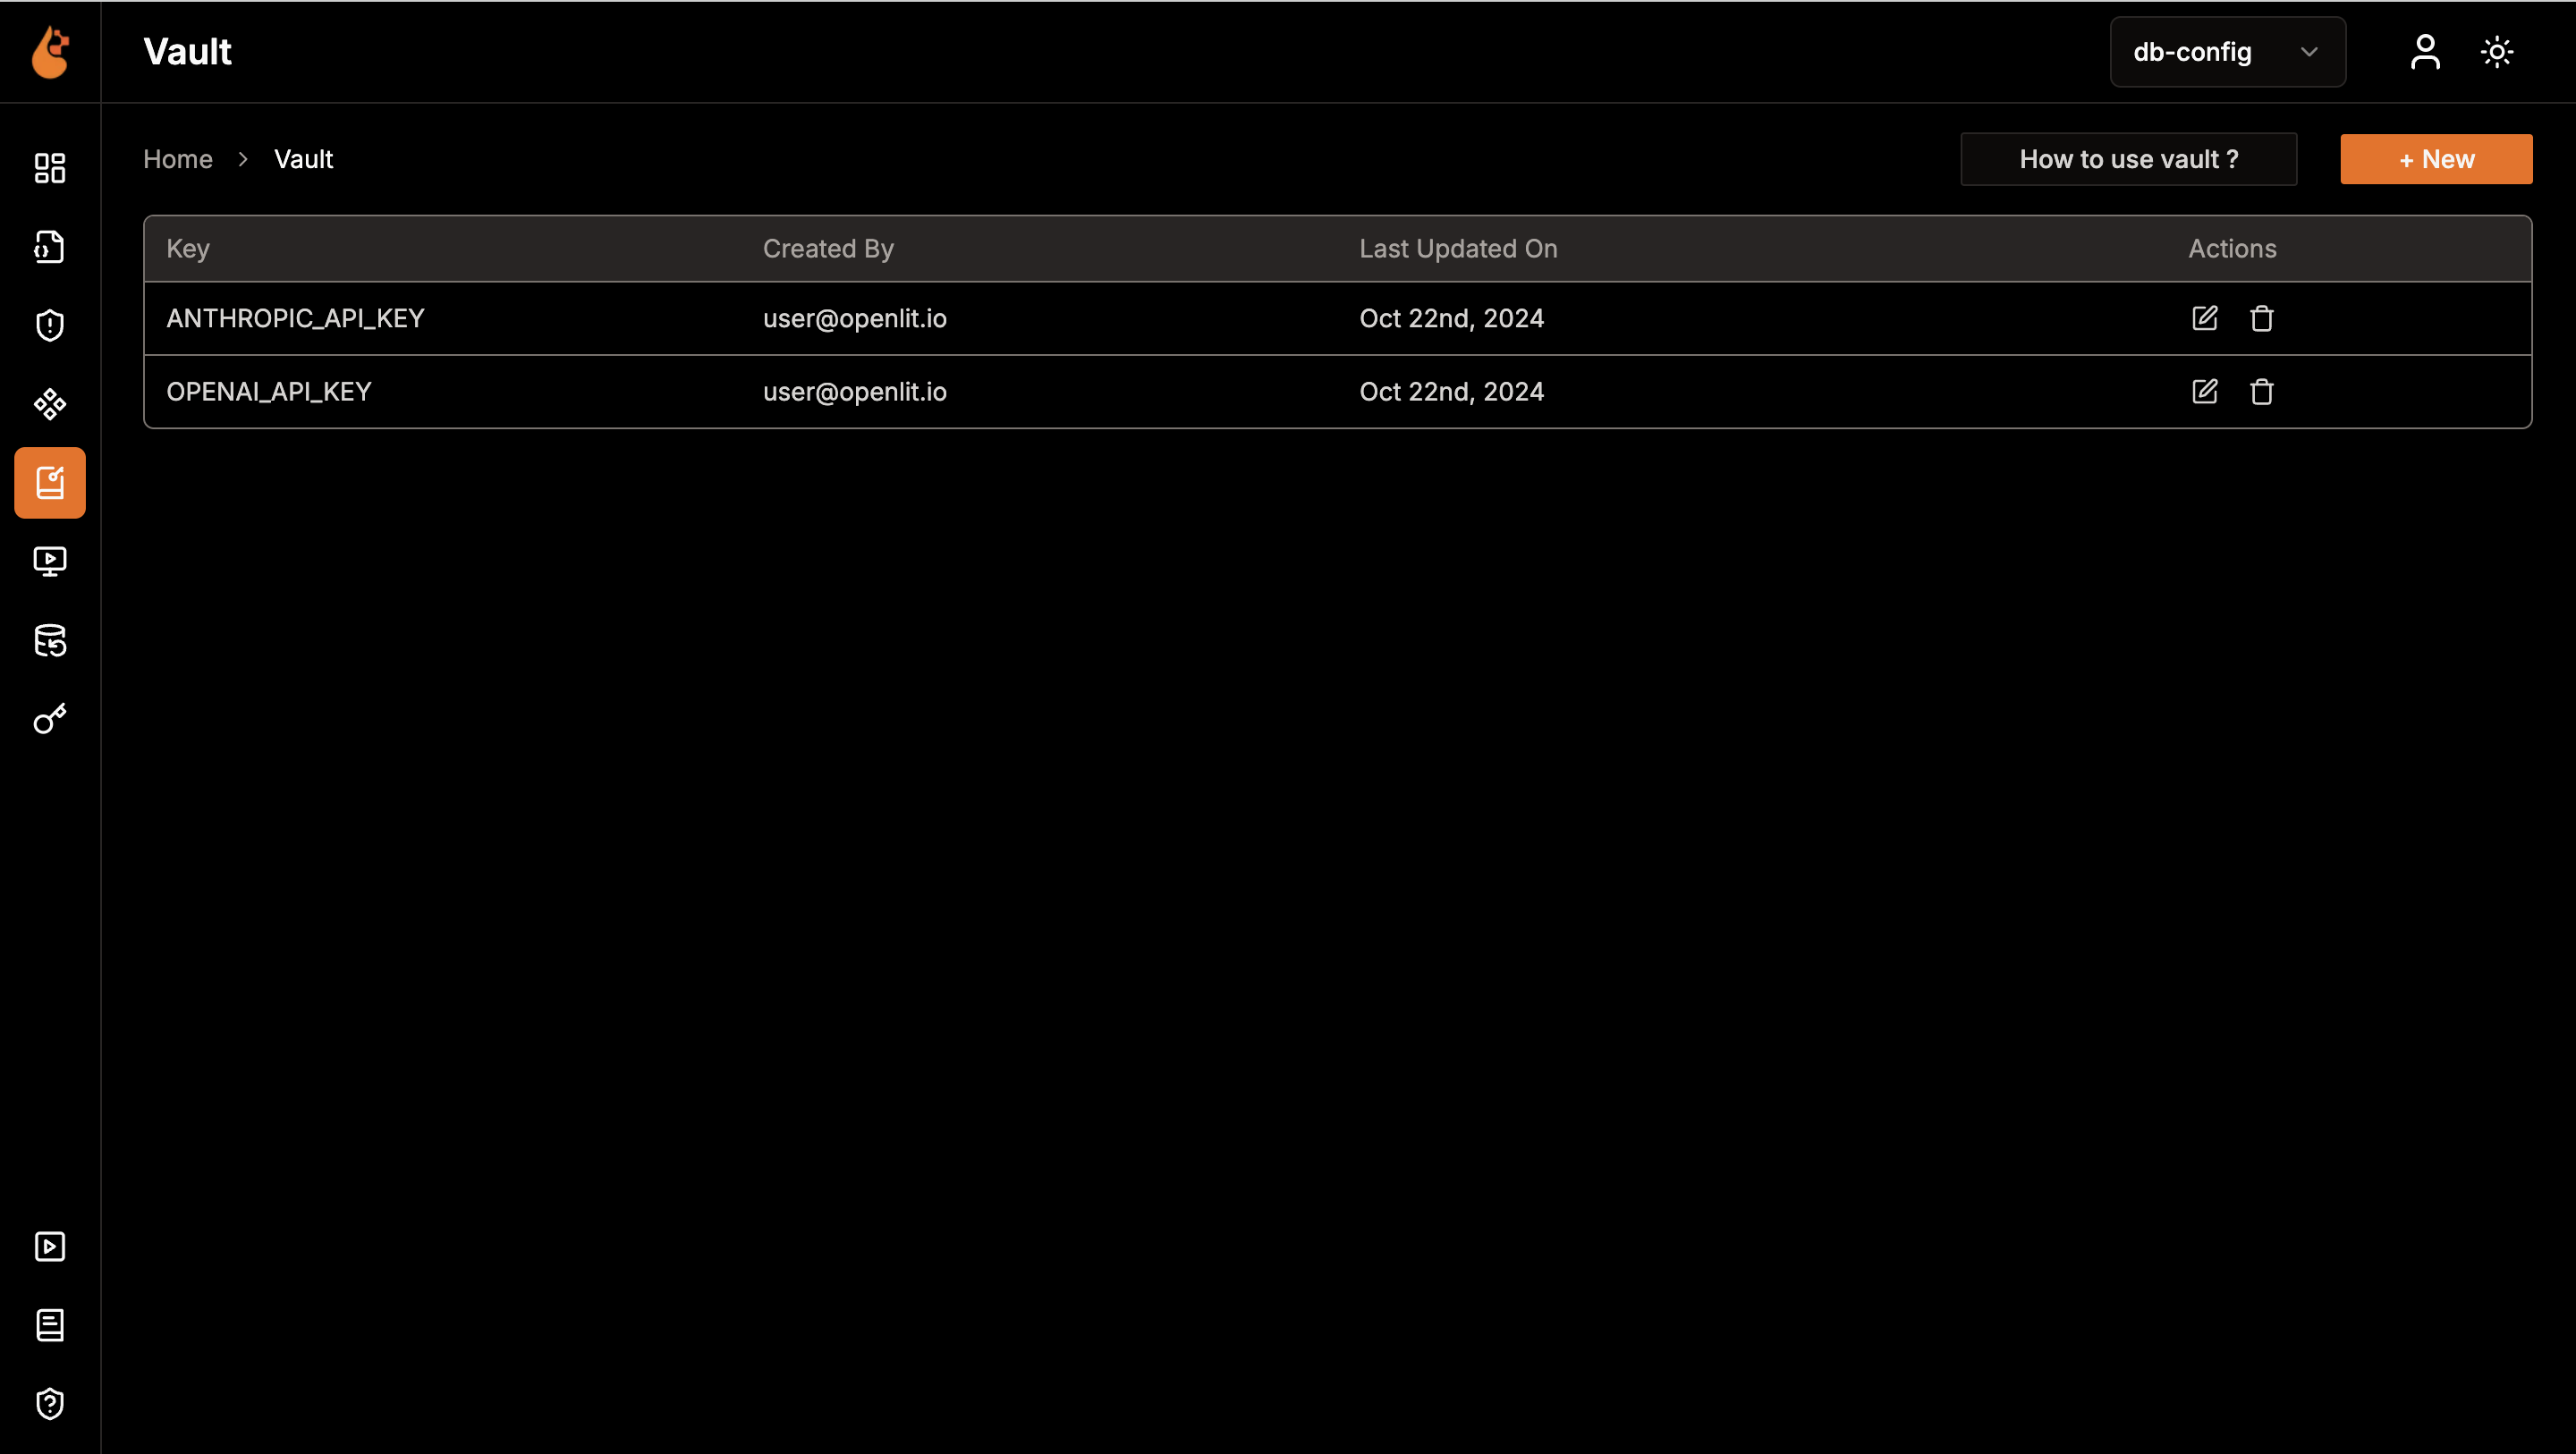 Vault
db-config
Home > Vault
How to use vault ?
+ New
Key Created By Last Updated On Actions
ANTHROPIC_API_KEY user@openlit.io Oct 22nd, 2024
OPENAI_API_KEY user@openlit.io Oct 22nd, 2024